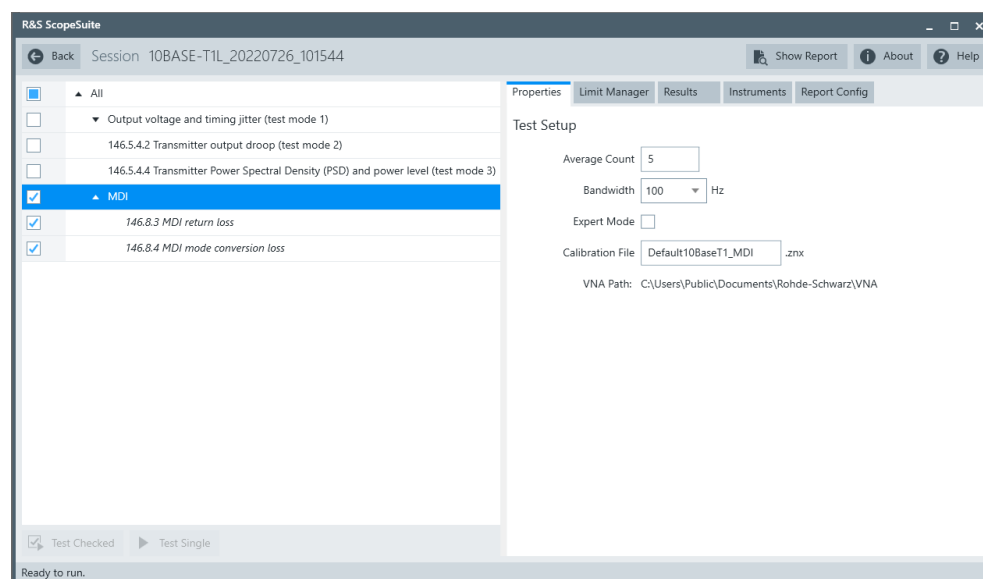 R&S ScopeSuite
Back Session 10BASE-T1L_20220726_101544 Show Report About Help
All
Output voltage and timing jitter (test mode 1)
146.5.4.2 Transmitter output droop (test mode 2)
146.5.4.4 Transmitter Power Spectral Density (PSD) and power level (test mode 3)
MDI
146.8.3 MDI return loss
146.8.4 MDI mode conversion loss
Properties Limit Manager Results Instruments Report Config
Test Setup
Average Count 5
Bandwidth 100 Hz
Expert Mode
Calibration File Default10BaseT1_MDI .znx
VNA Path: C:\Users\Public\Documents\Rohde-Schwarz\VNA
Test Checked Test Single
Ready to run.